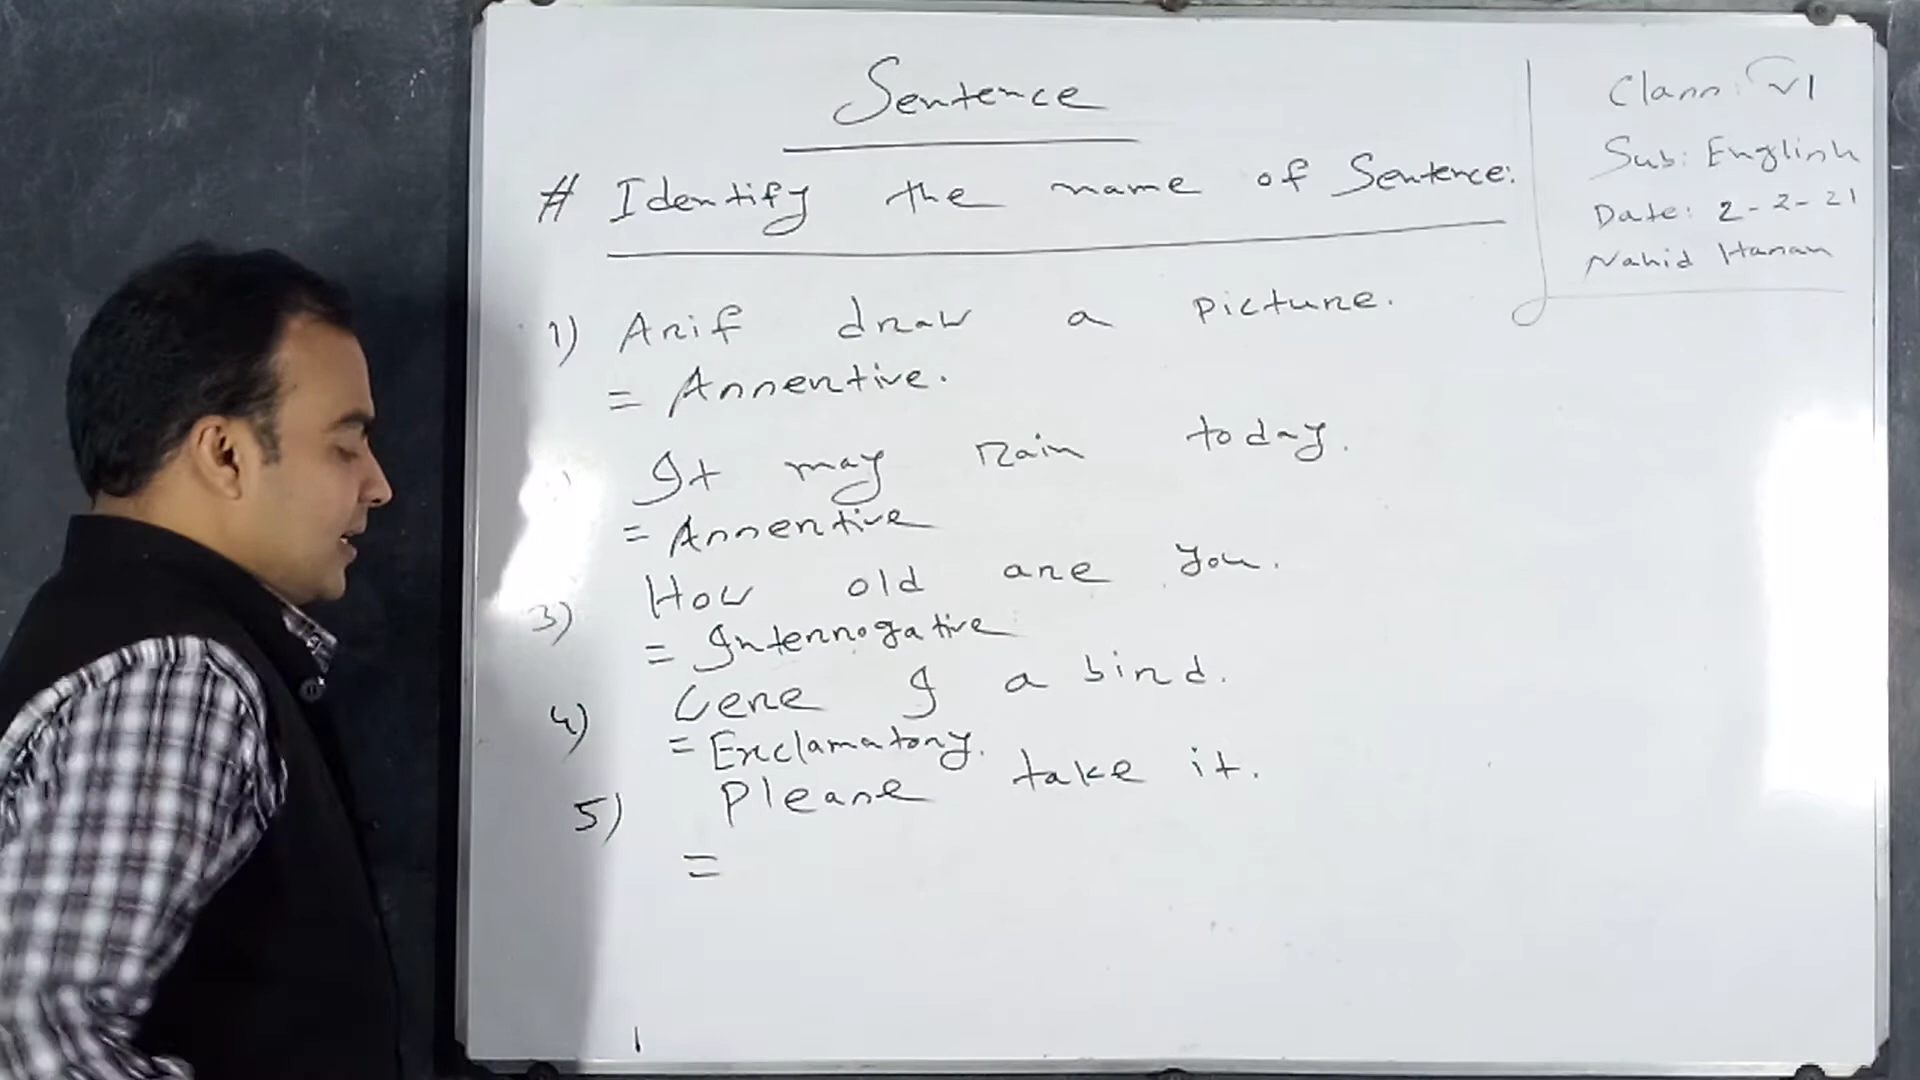 Sentence
# Identify the name of Sentence:
Class: VI
Sub: English
Date: 2-2-21
Nahid Hasan
1) Arif draw a picture.
= Assertive.
It may rain today.
= Assertive
3) How old are you.
= Interrogative
4) Were I a bird.
= Exclamatory.
5) Please take it.
=